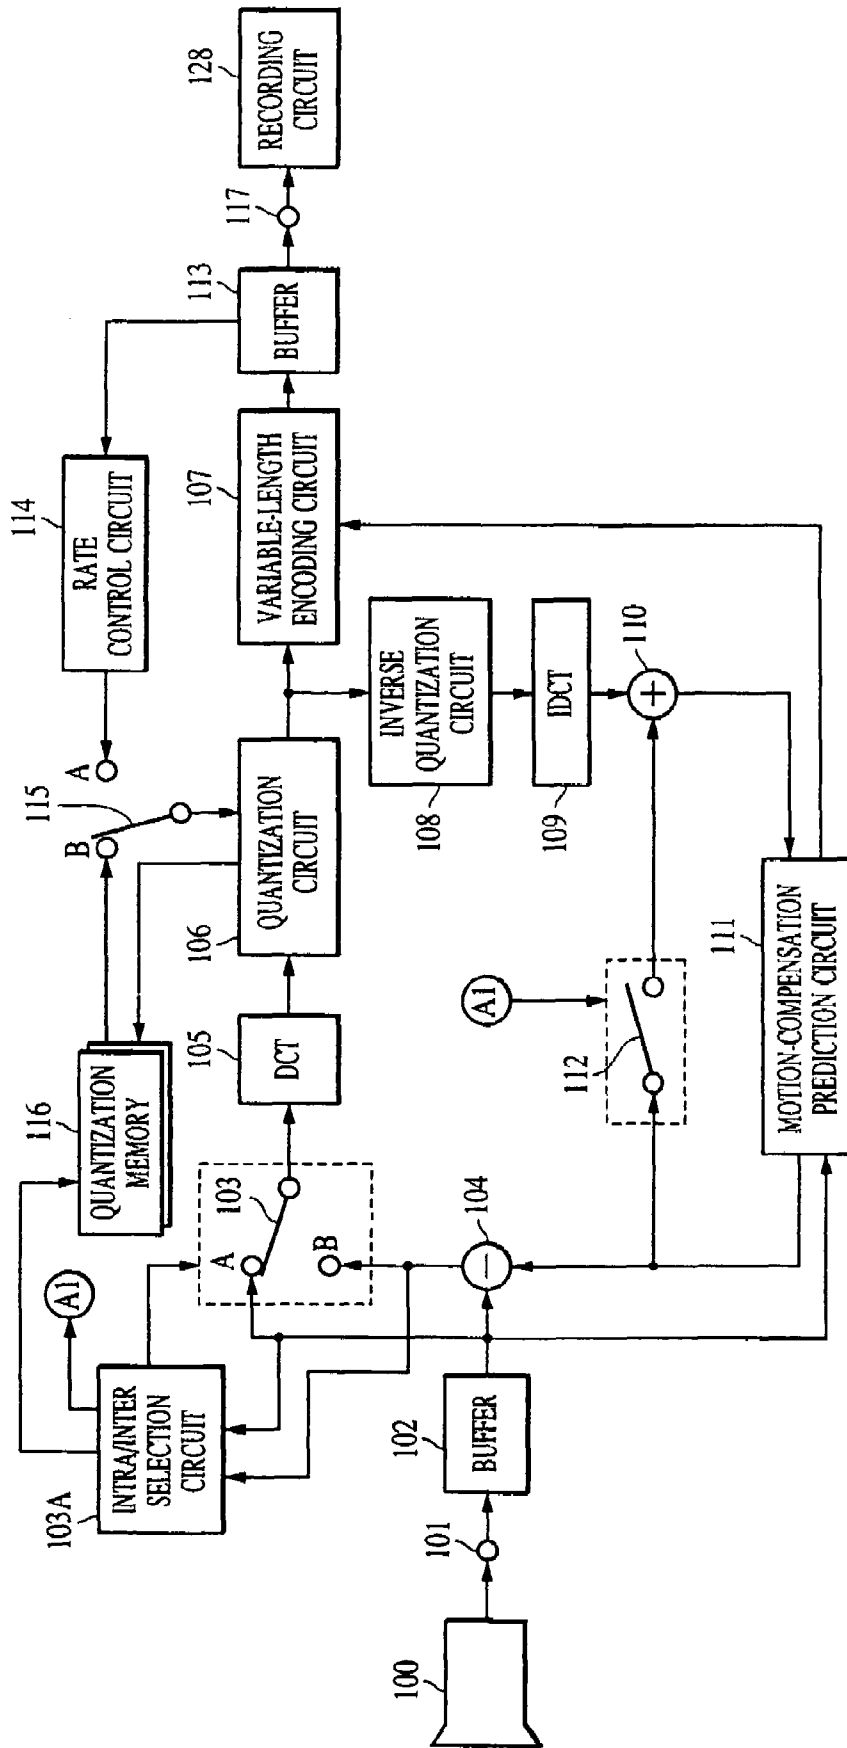 103A
INTRA/INTER
SELECTION
CIRCUIT
A1
116
QUANTIZATION
MEMORY
B
115
A
114
RATE
CONTROL CIRCUIT
A
103
B
105
DCT
106
QUANTIZATION
CIRCUIT
107
VARIABLE-LENGTH
ENCODING CIRCUIT
113
BUFFER
117
128
RECORDING
CIRCUIT
100
101
102
BUFFER
104
108
INVERSE
QUANTIZATION
CIRCUIT
109
IDCT
110
A1
112
111
MOTION-COMPENSATION
PREDICTION CIRCUIT